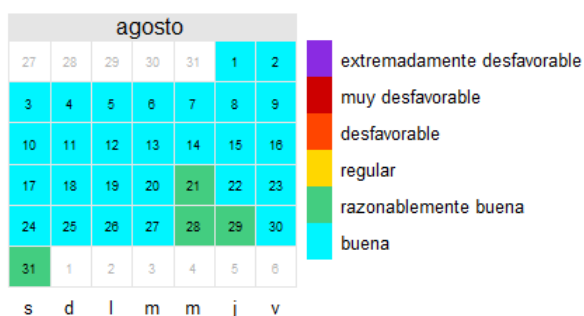 agosto
27 28 29 30 31 1 2
3 4 5 6 7 8 9
10 11 12 13 14 15 16
17 18 19 20 21 22 23
24 25 26 27 28 29 30
31 1 2 3 4 5 6
s d l m m j v
extremadamente desfavorable
muy desfavorable
desfavorable
regular
razonablemente buena
buena